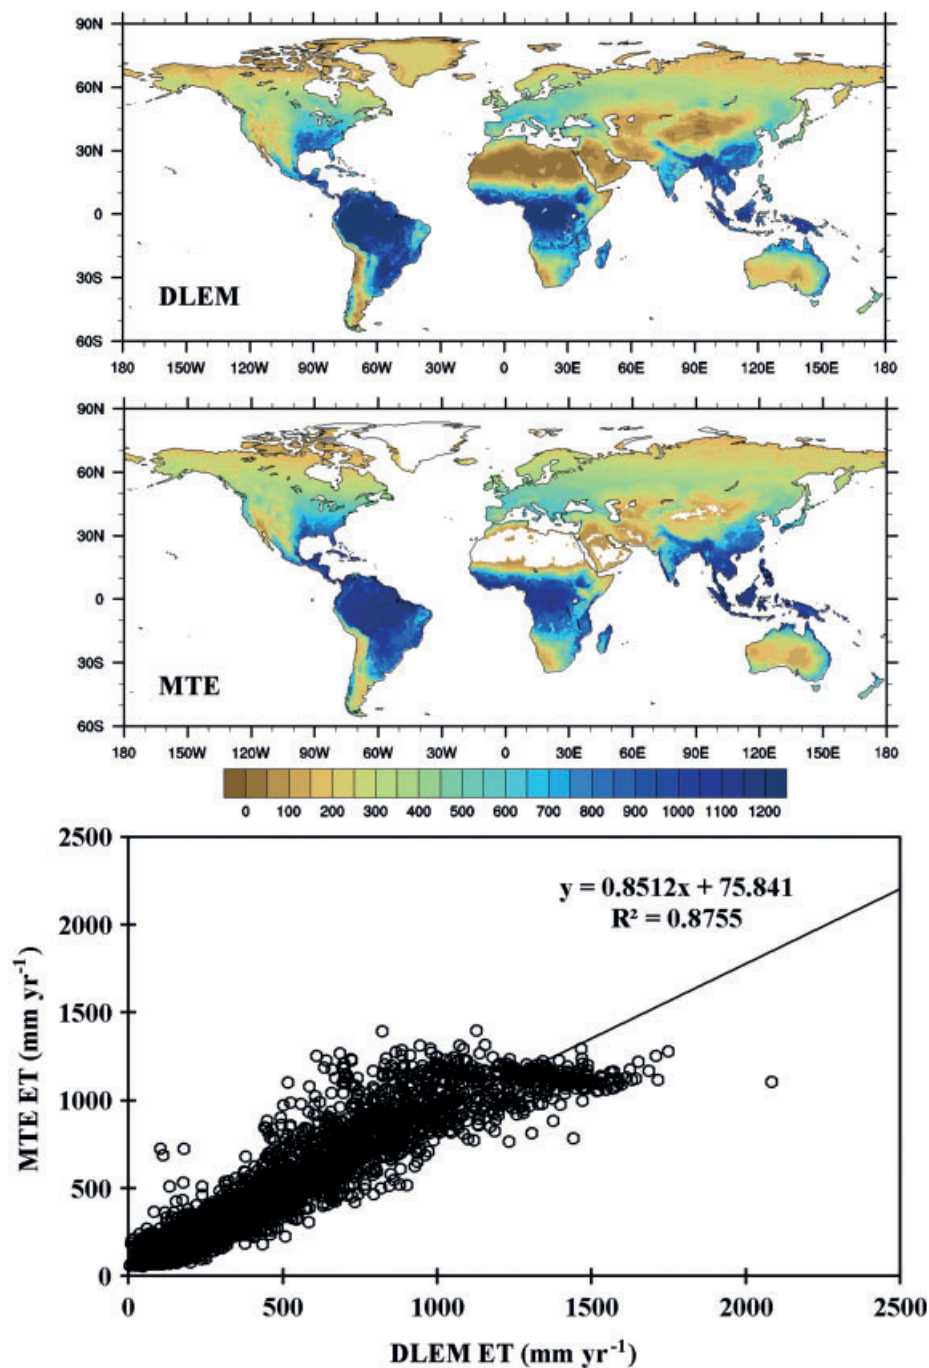 90N
60N
30N
0
30S
60S
DLEM
180 150W 120W 90W 60W 30W 0 30E 60E 90E 120E 150E 180
90N
60N
30N
0
30S
60S
MTE
180 150W 120W 90W 60W 30W 0 30E 60E 90E 120E 150E 180
0 100 200 300 400 500 600 700 800 900 1000 1100 1200
2500
2000
1500
1000
500
0
MTE ET (mm yr⁻¹)
y = 0.8512x + 75.841
R² = 0.8755
0 500 1000 1500 2000 2500
DLEM ET (mm yr⁻¹)